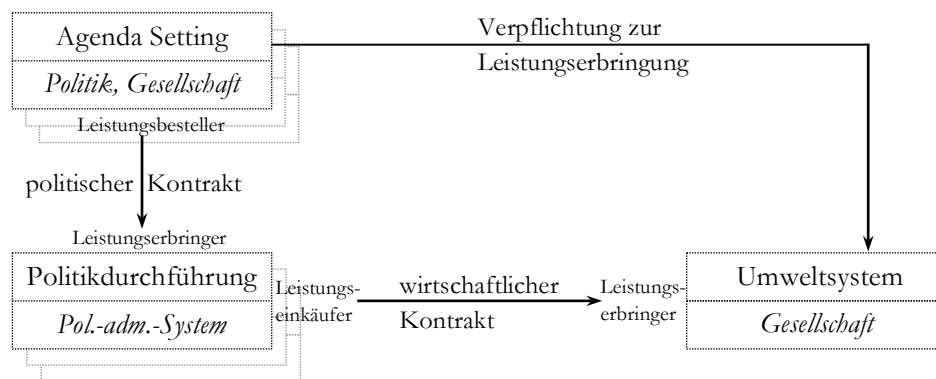 Agenda Setting
Politik, Gesellschaft
Leistungsbesteller
Verpflichtung zur
Leistungserbringung
politischer Kontrakt
Leistungserbringer
Politikdurchführung
Pol.-adm.-System
Leistungs-
einkäufer
wirtschaftlicher
Kontrakt
Leistungs-
erbringer
Umweltsystem
Gesellschaft